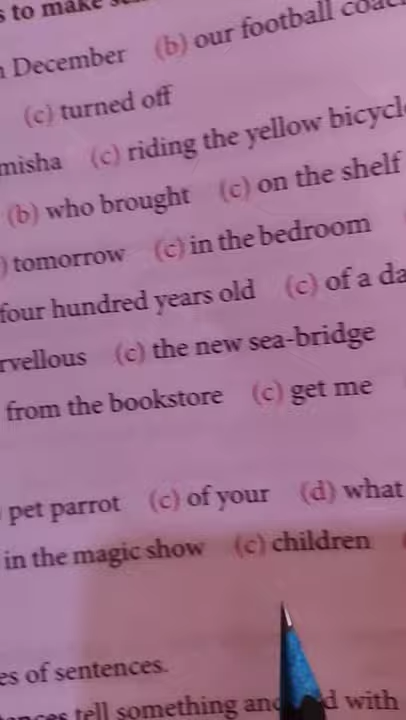 s to make
December (b) our football
(c) turned off
misha (c) riding the yellow bicycl
(b) who brought (c) on the shelf
) tomorrow (c) in the bedroom
four hundred years old (c) of a da
rvellous (c) the new sea-bridge
from the bookstore (c) get me
pet parrot (c) of your (d) what
in the magic show (c) children
es of sentences.
ences tell something an d with